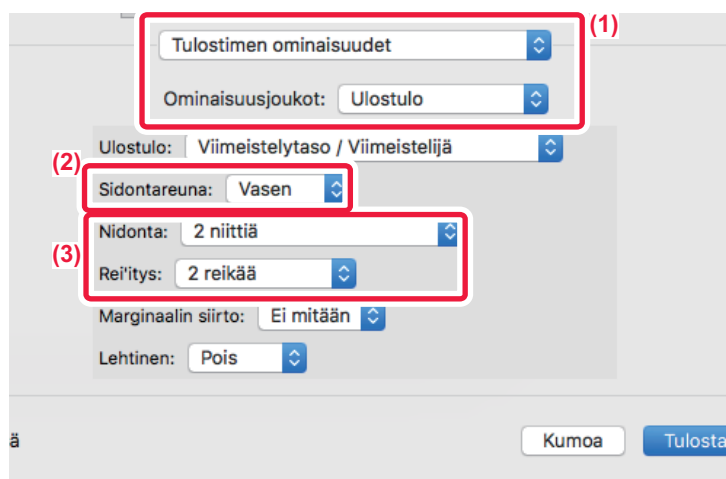 (1)
Tulostimen ominaisuudet
Ominaisuusjoukot: Ulostulo
Ulostulo: Viimeistelytaso / Viimeistelijä
(2)
Sidontareuna: Vasen
Nidonta: 2 niittiä
(3)
Rei'itys: 2 reikää
Marginaalin siirto: Ei mitään
Lehtinen: Pois
ä Kumoa Tulosta